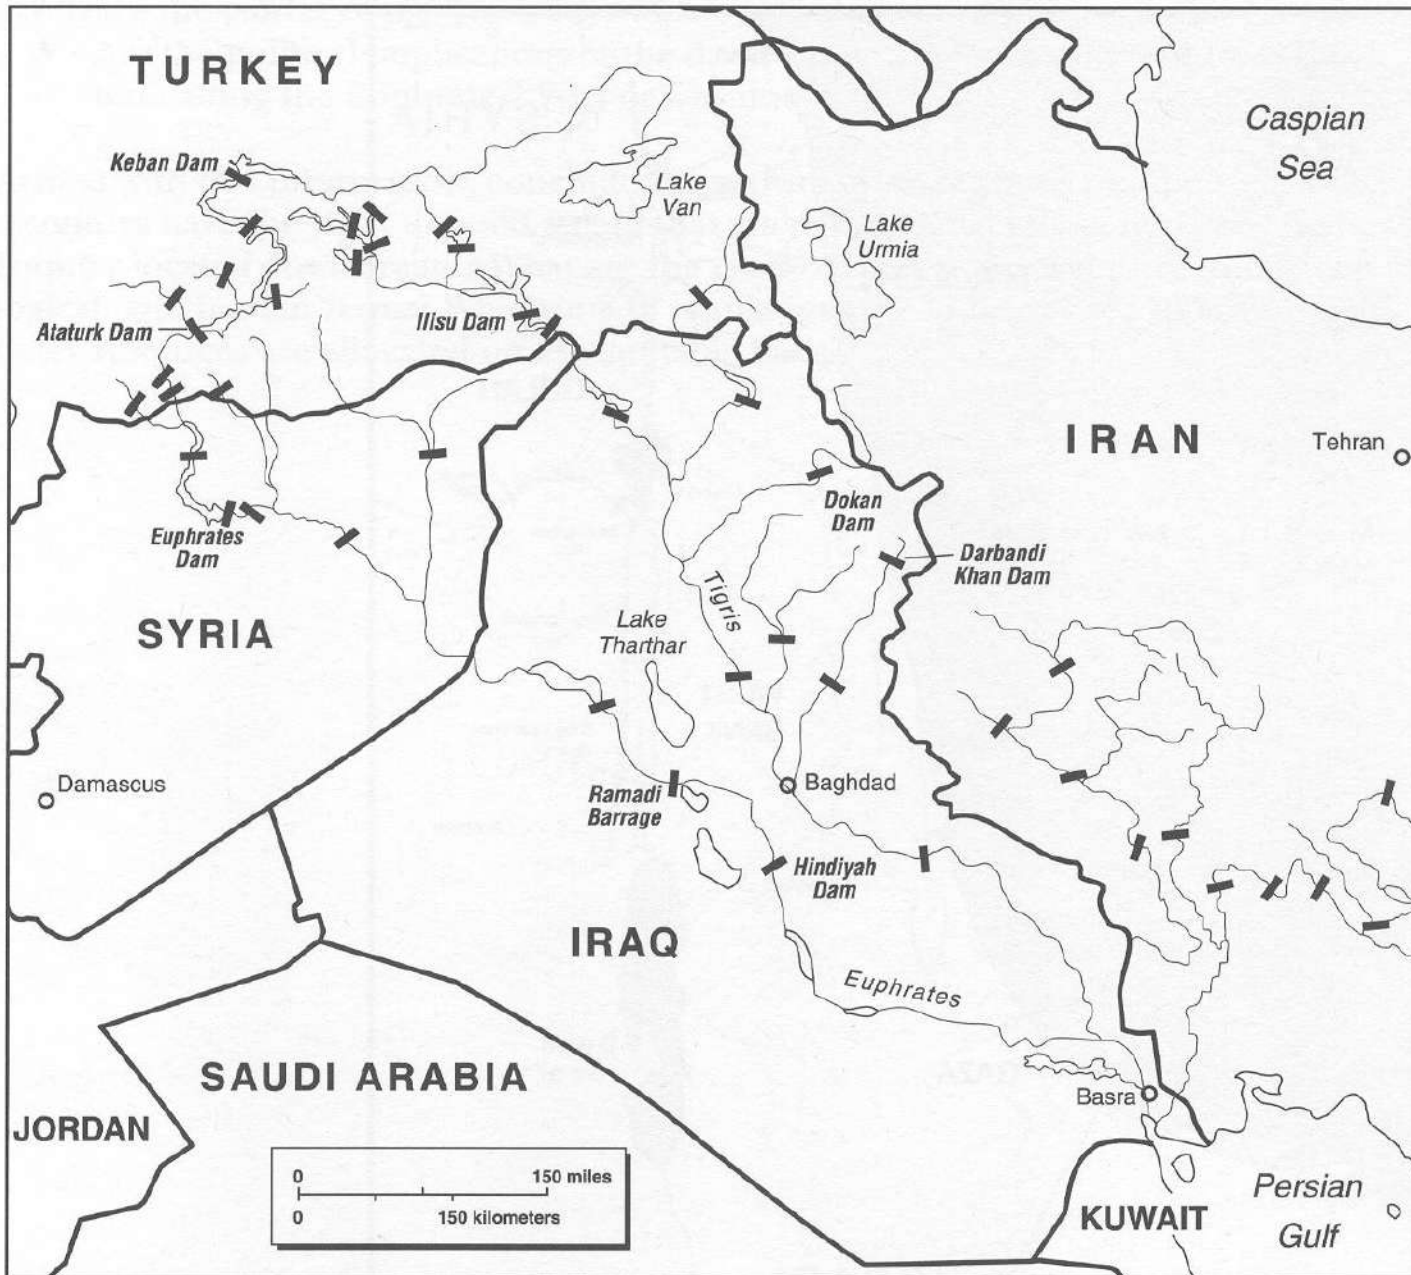 TURKEY
Caspian
Sea
Keban Dam
Lake
Van
Lake
Urmia
Ataturk Dam
Ilisu Dam
IRAN
Tehran
Dokan
Dam
Euphrates
Dam
Darbandi
Khan Dam
Tigris
SYRIA
Lake
Tharthar
Damascus
Baghdad
Ramadi
Barrage
Hindiyah
Dam
IRAQ
Euphrates
SAUDI ARABIA
Basra
JORDAN
0 150 miles
0 150 kilometers
KUWAIT
Persian
Gulf